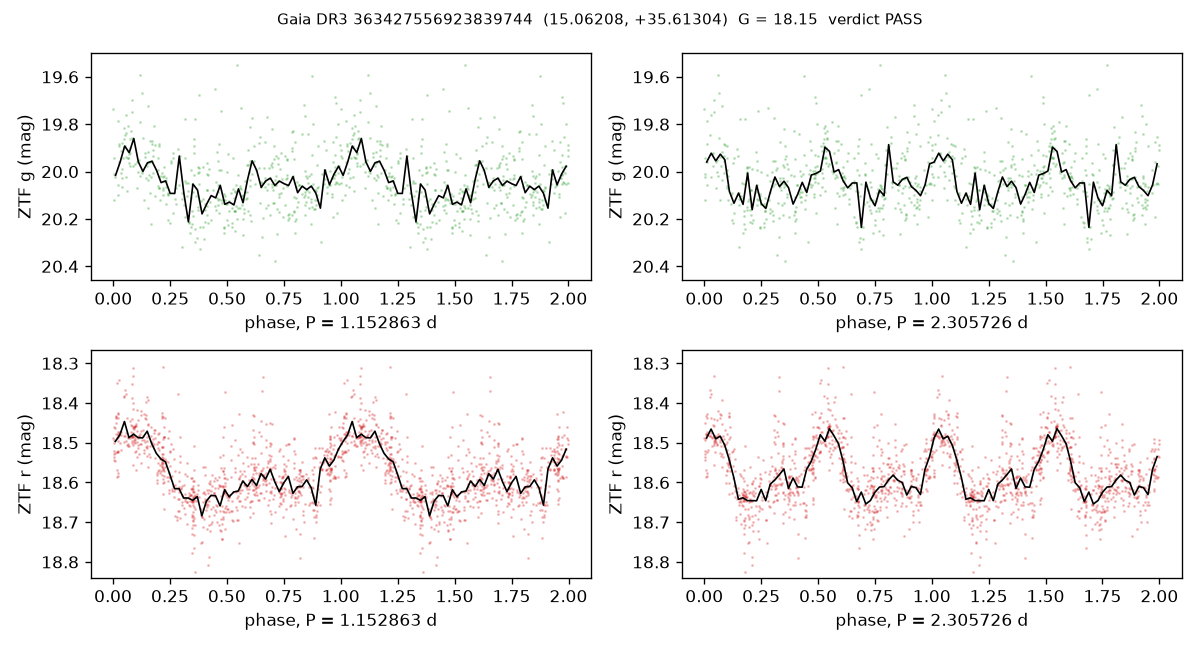 Gaia DR3 363427556923839744  (15.06208, +35.61304)  G = 18.15  verdict PASS
ZTF g (mag)
19.6
19.8
20.0
20.2
20.4
0.00 0.25 0.50 0.75 1.00 1.25 1.50 1.75 2.00
phase, P = 1.152863 d
ZTF g (mag)
19.6
19.8
20.0
20.2
20.4
0.00 0.25 0.50 0.75 1.00 1.25 1.50 1.75 2.00
phase, P = 2.305726 d
ZTF r (mag)
18.3
18.4
18.5
18.6
18.7
18.8
0.00 0.25 0.50 0.75 1.00 1.25 1.50 1.75 2.00
phase, P = 1.152863 d
ZTF r (mag)
18.3
18.4
18.5
18.6
18.7
18.8
0.00 0.25 0.50 0.75 1.00 1.25 1.50 1.75 2.00
phase, P = 2.305726 d